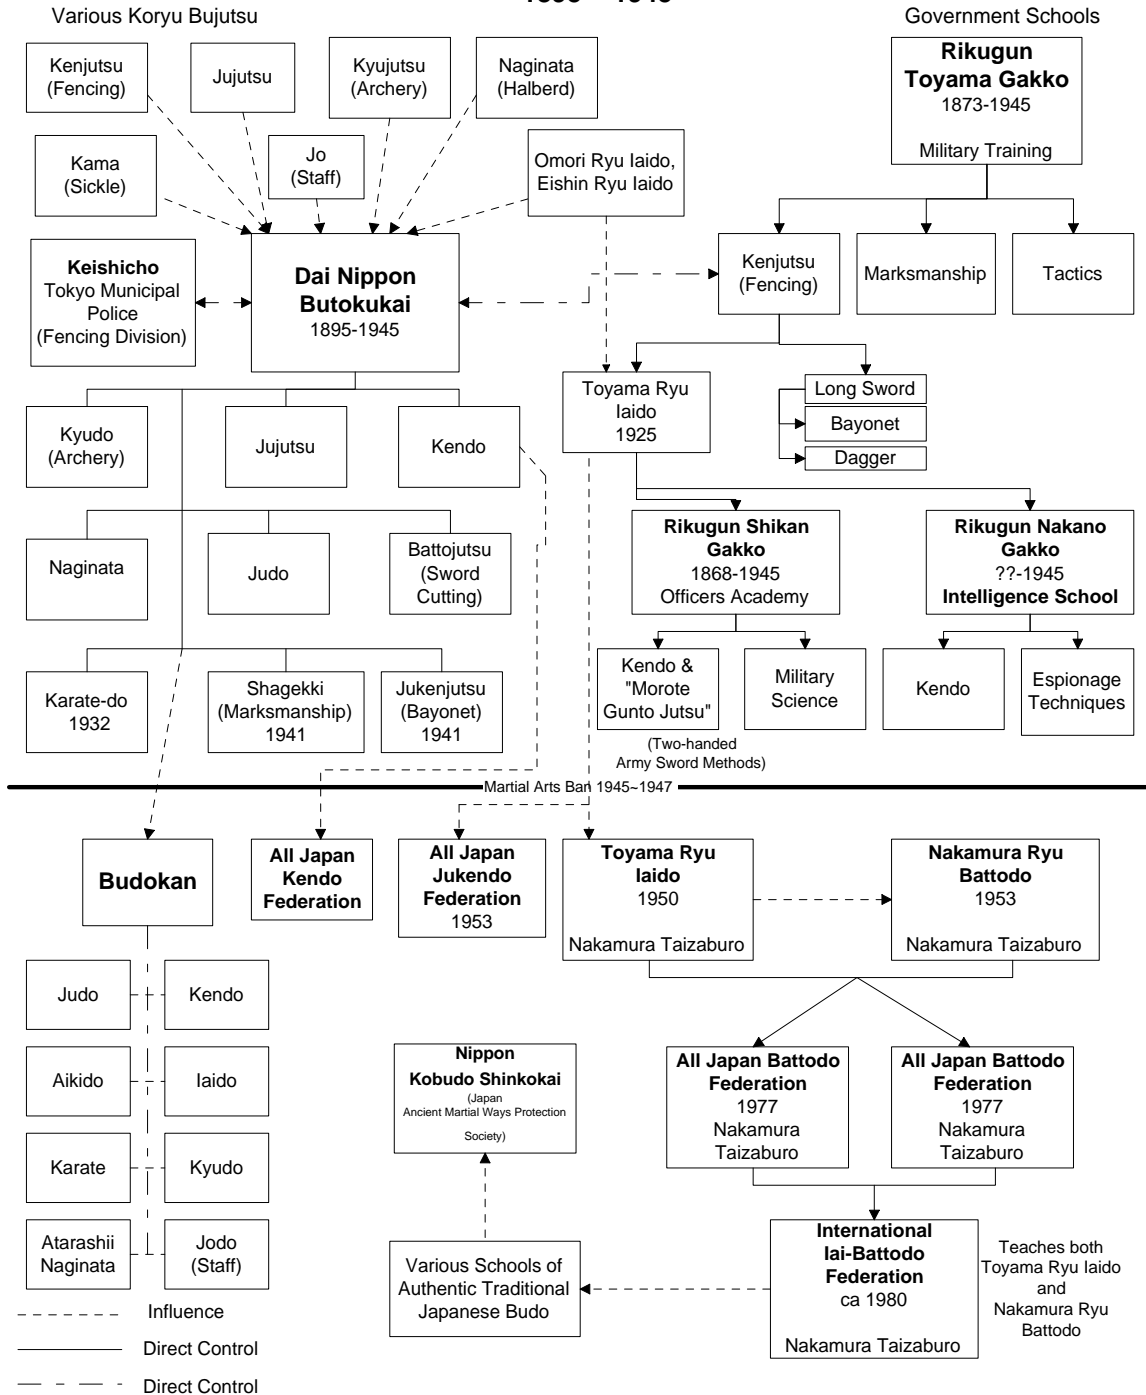 Various Koryu Bujutsu
Government Schools
Kenjutsu
(Fencing)
Jujutsu
Kyujutsu
(Archery)
Naginata
(Halberd)
Rikugun
Toyama Gakko
1873-1945
Military Training
Kama
(Sickle)
Jo
(Staff)
Omori Ryu Iaido,
Eishin Ryu Iaido
Keishicho
Tokyo Municipal
Police
(Fencing Division)
Dai Nippon
Butokukai
1895-1945
Kenjutsu
(Fencing)
Marksmanship
Tactics
Toyama Ryu
Iaido
1925
Long Sword
Bayonet
Dagger
Kyudo
(Archery)
Jujutsu
Kendo
Naginata
Judo
Battojutsu
(Sword
Cutting)
Rikugun Shikan
Gakko
1868-1945
Officers Academy
Rikugun Nakano
Gakko
??-1945
Intelligence School
Karate-do
1932
Shagekki
(Marksmanship)
1941
Jukenjutsu
(Bayonet)
1941
Kendo &
"Morote
Gunto Jutsu"
Military
Science
Kendo
Espionage
Techniques
(Two-handed
Army Sword Methods)
Martial Arts Ban 1945~1947
Budokan
All Japan
Kendo
Federation
All Japan
Jukendo
Federation
1953
Toyama Ryu
Iaido
1950
Nakamura Taizaburo
Nakamura Ryu
Battodo
1953
Nakamura Taizaburo
Judo
Kendo
Aikido
Iaido
Karate
Kyudo
Atarashii
Naginata
Jodo
(Staff)
Nippon
Kobudo Shinkokai
(Japan
Ancient Martial Ways Protection
Society)
All Japan Battodo
Federation
1977
Nakamura
Taizaburo
All Japan Battodo
Federation
1977
Nakamura
Taizaburo
Various Schools of
Authentic Traditional
Japanese Budo
International
Iai-Battodo
Federation
ca 1980
Nakamura Taizaburo
Teaches both
Toyama Ryu Iaido
and
Nakamura Ryu
Battodo
Influence
Direct Control
Direct Control